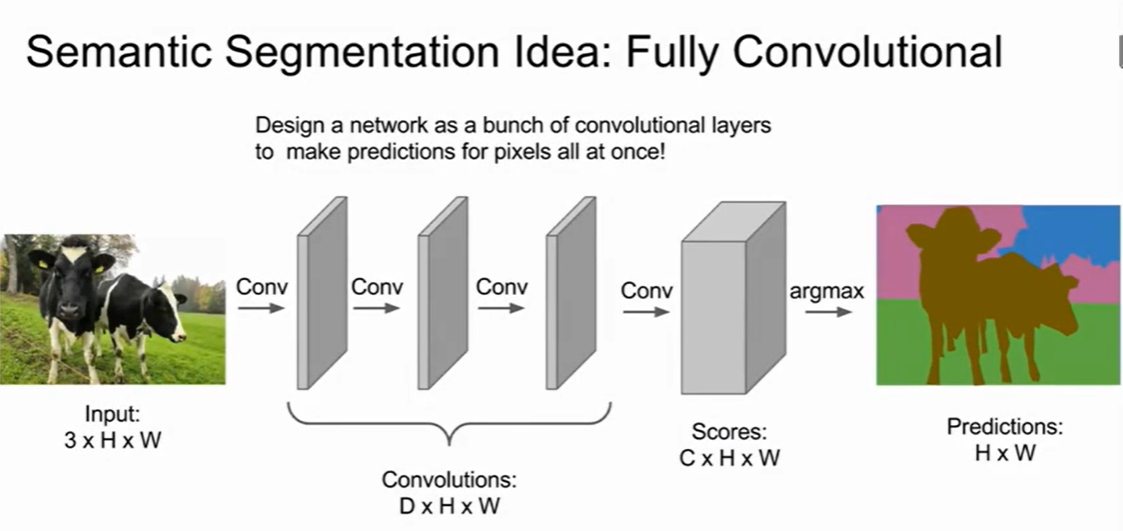 Semantic Segmentation Idea: Fully Convolutional
Design a network as a bunch of convolutional layers
to make predictions for pixels all at once!
Conv
Conv
Conv
Conv
argmax
Input:
3 x H x W
Convolutions:
D x H x W
Scores:
C x H x W
Predictions:
H x W